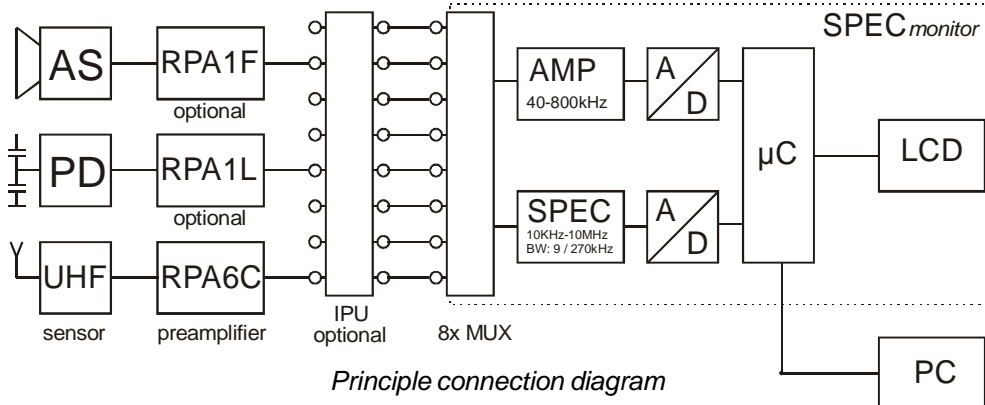 SPECmonitor
AS
RPA1F
optional
AMP
40-800kHz
A
D
PD
RPA1L
optional
µC
LCD
SPEC
10KHz-10MHz
BW: 9 / 270kHz
A
D
UHF
RPA6C
sensor
preamplifier
IPU
optional
8x MUX
PC
Principle connection diagram